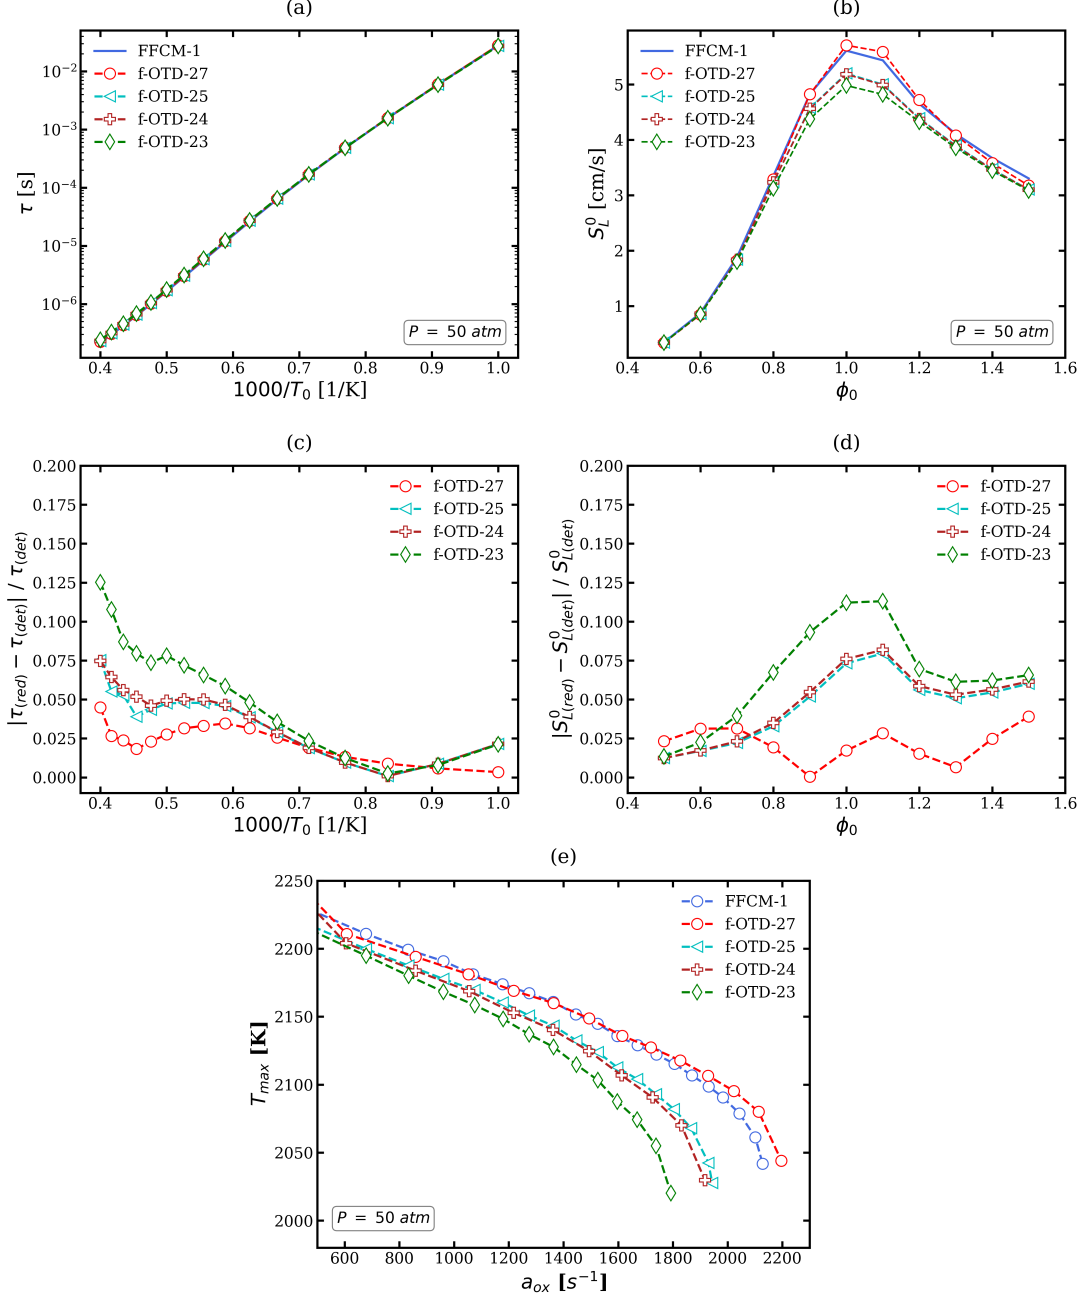 (a)
τ [s]
10⁻²
10⁻³
10⁻⁴
10⁻⁵
10⁻⁶
FFCM-1
f-OTD-27
f-OTD-25
f-OTD-24
f-OTD-23
P = 50 atm
0.4 0.5 0.6 0.7 0.8 0.9 1.0
1000/T₀ [1/K]
(b)
S_L^0 [cm/s]
5
4
3
2
1
FFCM-1
f-OTD-27
f-OTD-25
f-OTD-24
f-OTD-23
P = 50 atm
0.4 0.6 0.8 1.0 1.2 1.4 1.6
ϕ₀
(c)
|τ_(red) − τ_(det)| / τ_(det)
0.200
0.175
0.150
0.125
0.100
0.075
0.050
0.025
0.000
f-OTD-27
f-OTD-25
f-OTD-24
f-OTD-23
0.4 0.5 0.6 0.7 0.8 0.9 1.0
1000/T₀ [1/K]
(d)
|S_L(red)^0 − S_L(det)^0| / S_L(det)^0
0.200
0.175
0.150
0.125
0.100
0.075
0.050
0.025
0.000
f-OTD-27
f-OTD-25
f-OTD-24
f-OTD-23
0.4 0.6 0.8 1.0 1.2 1.4 1.6
ϕ₀
(e)
T_max [K]
2250
2200
2150
2100
2050
2000
FFCM-1
f-OTD-27
f-OTD-25
f-OTD-24
f-OTD-23
P = 50 atm
600 800 1000 1200 1400 1600 1800 2000 2200
a_ox [s⁻¹]